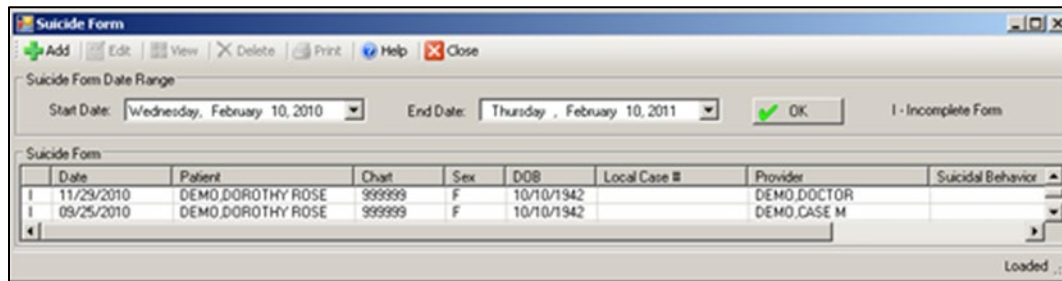 Suicide Form
Add Edit View Delete Print Help Close
Suicide Form Date Range
Start Date: Wednesday, February 10, 2010 End Date: Thursday , February 10, 2011 OK I - Incomplete Form
Suicide Form
Date Patient Chart Sex DOB Local Case # Provider Suicidal Behavior
I 11/29/2010 DEMO,DOROTHY ROSE 999999 F 10/10/1942 DEMO,DOCTOR
I 09/25/2010 DEMO,DOROTHY ROSE 999999 F 10/10/1942 DEMO,CASE M
Loaded